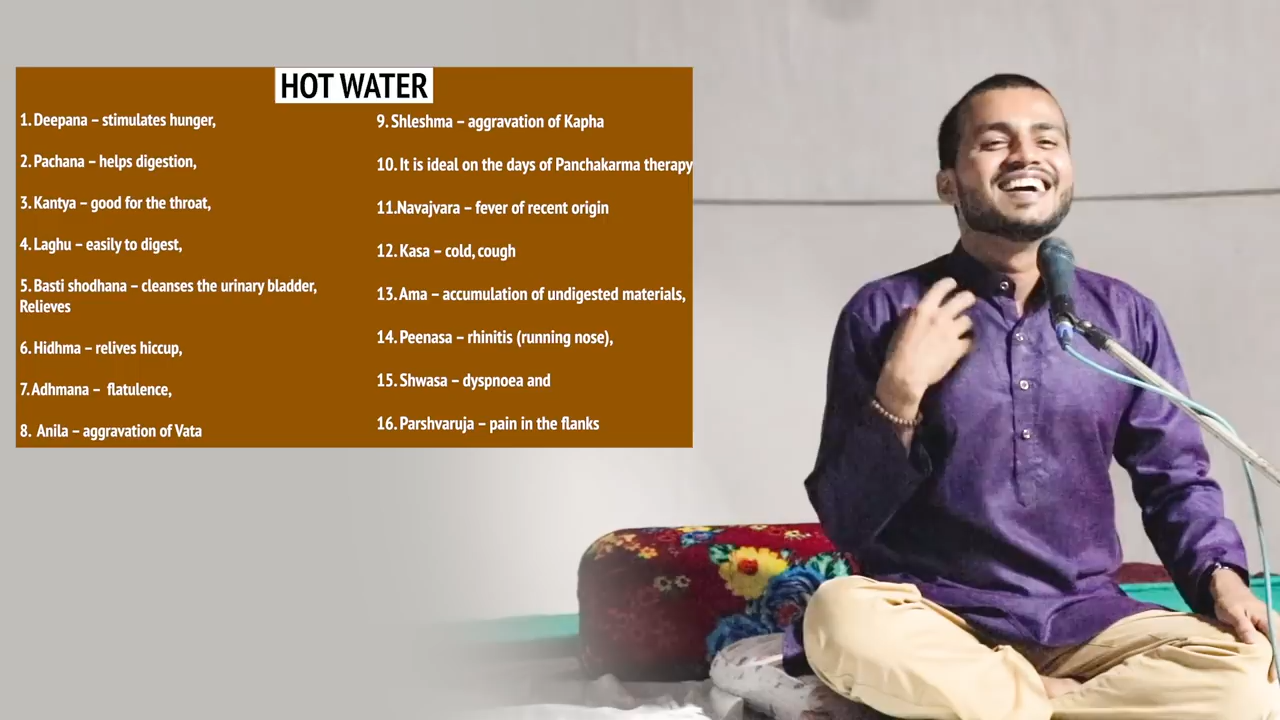 HOT WATER
1. Deepana – stimulates hunger,
2. Pachana – helps digestion,
3. Kantya – good for the throat,
4. Laghu – easily to digest,
5. Basti shodhana – cleanses the urinary bladder,
Relieves
6. Hidhma – relives hiccup,
7. Adhmana – flatulence,
8. Anila – aggravation of Vata
9. Shleshma – aggravation of Kapha
10. It is ideal on the days of Panchakarma therapy
11.Navajvara – fever of recent origin
12. Kasa – cold, cough
13. Ama – accumulation of undigested materials,
14. Peenasa – rhinitis (running nose),
15. Shwasa – dyspnoea and
16. Parshvaruja – pain in the flanks